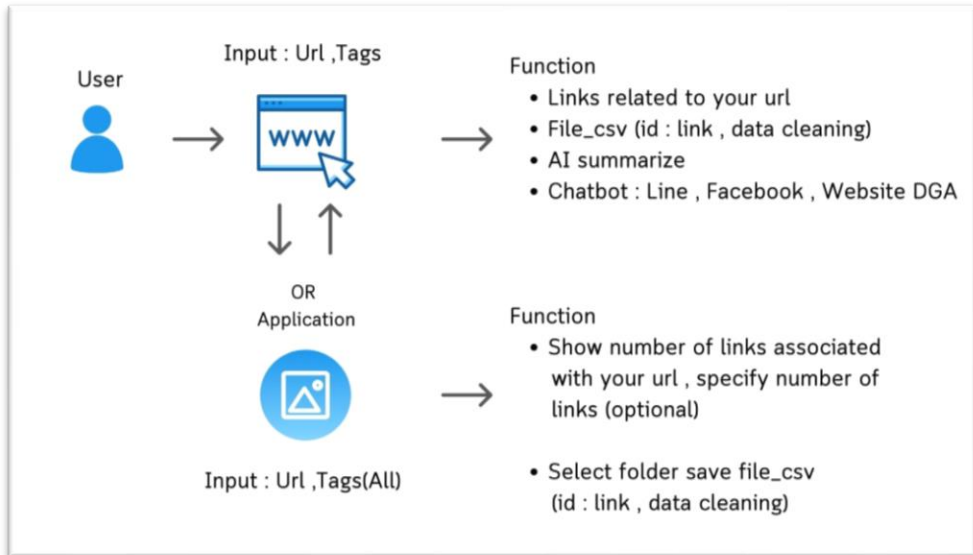 User
Input : Url ,Tags
www
Function
• Links related to your url
• File_csv (id : link , data cleaning)
• AI summarize
• Chatbot : Line , Facebook , Website DGA
OR
Application
Input : Url ,Tags(All)
Function
• Show number of links associated
with your url , specify number of
links (optional)
• Select folder save file_csv
(id : link , data cleaning)